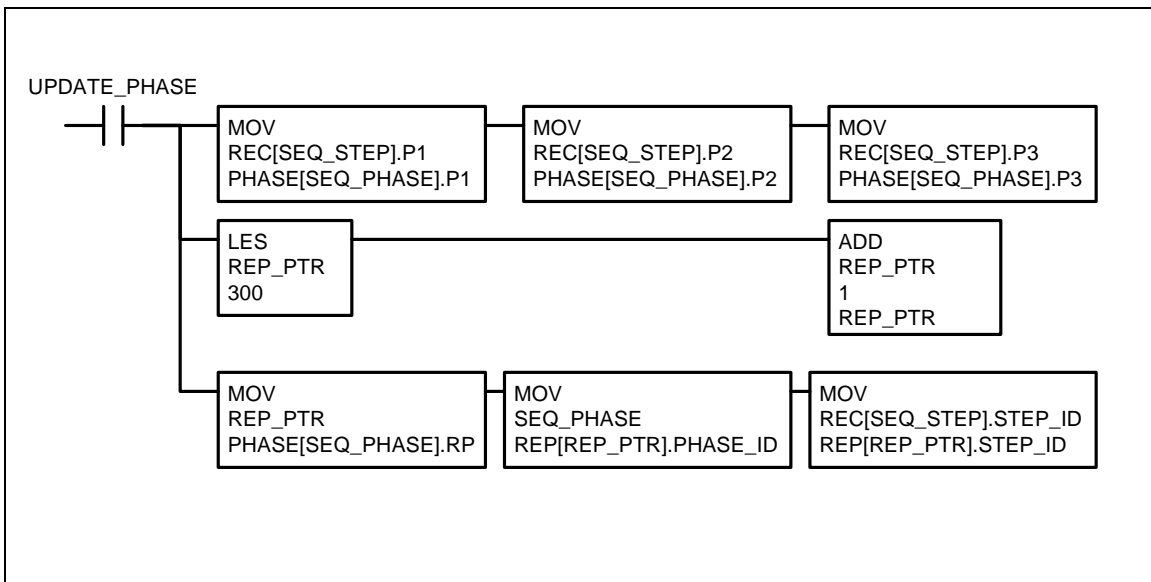 UPDATE_PHASE
MOV
REC[SEQ_STEP].P1
PHASE[SEQ_PHASE].P1
MOV
REC[SEQ_STEP].P2
PHASE[SEQ_PHASE].P2
MOV
REC[SEQ_STEP].P3
PHASE[SEQ_PHASE].P3
LES
REP_PTR
300
ADD
REP_PTR
1
REP_PTR
MOV
REP_PTR
PHASE[SEQ_PHASE].RP
MOV
SEQ_PHASE
REP[REP_PTR].PHASE_ID
MOV
REC[SEQ_STEP].STEP_ID
REP[REP_PTR].STEP_ID